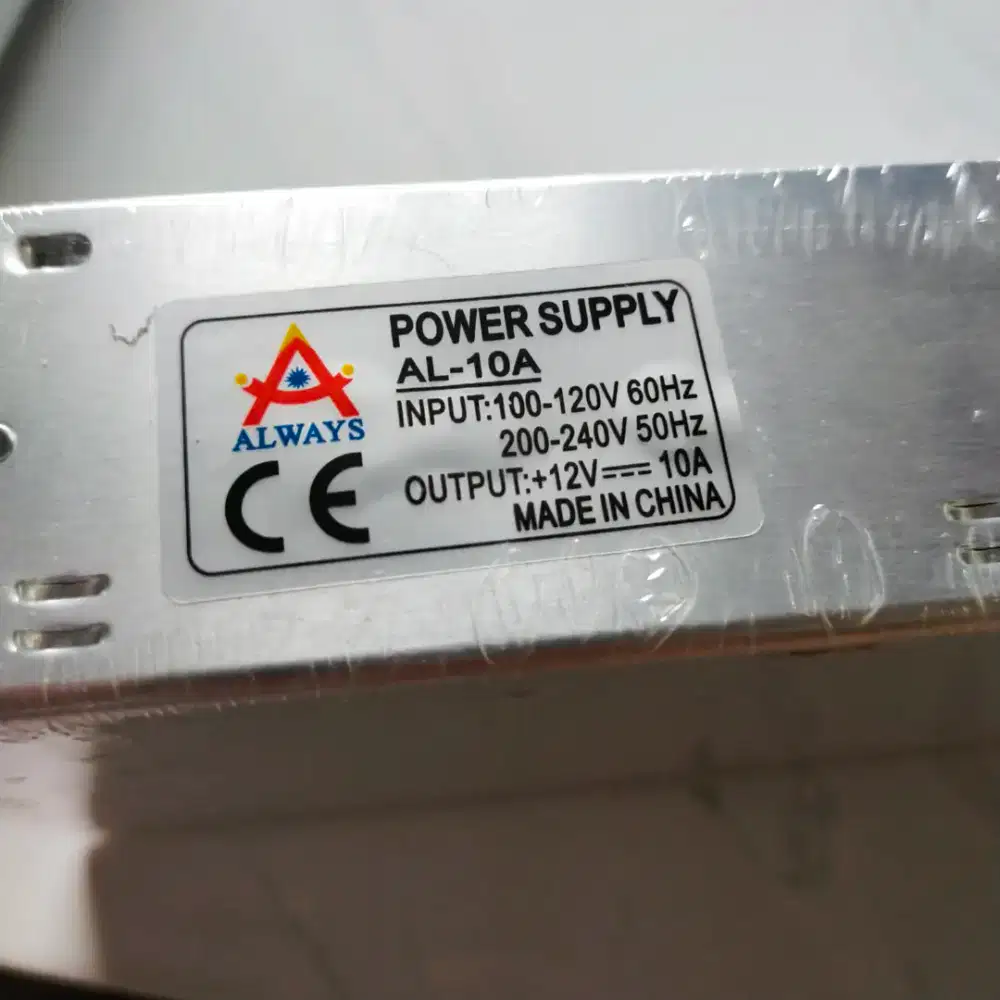 POWER SUPPLY
AL-10A
INPUT:100-120V 60Hz
200-240V 50Hz
OUTPUT:+12V⎓ 10A
MADE IN CHINA
ALWAYS
CE